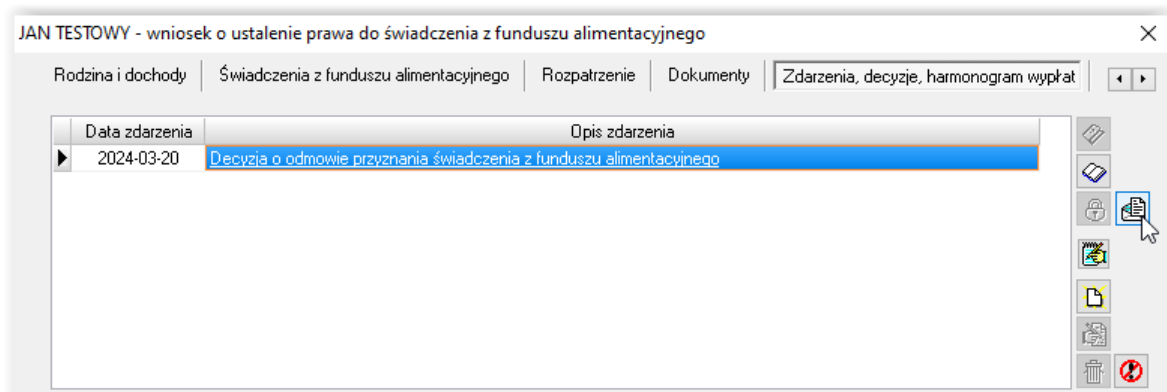 JAN TESTOWY - wniosek o ustalenie prawa do świadczenia z funduszu alimentacyjnego
Rodzina i dochody Świadczenia z funduszu alimentacyjnego Rozpatrzenie Dokumenty Zdarzenia, decyzje, harmonogram wypłat
Data zdarzenia Opis zdarzenia
2024-03-20 Decyzja o odmowie przyznania świadczenia z funduszu alimentacyjnego